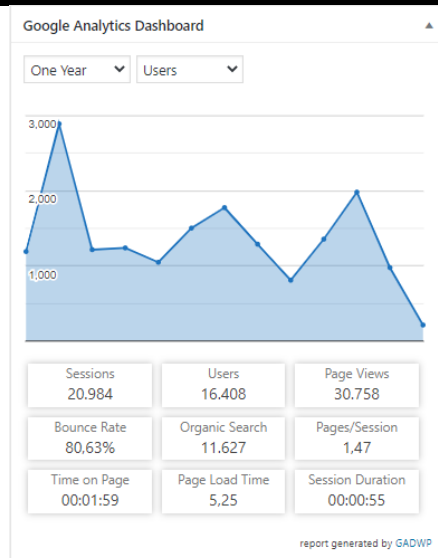 Google Analytics Dashboard
One Year Users
3,000
2,000
1,000
Sessions Users Page Views
20.984 16.408 30.758
Bounce Rate Organic Search Pages/Session
80,63% 11.627 1,47
Time on Page Page Load Time Session Duration
00:01:59 5,25 00:00:55
report generated by GADWP